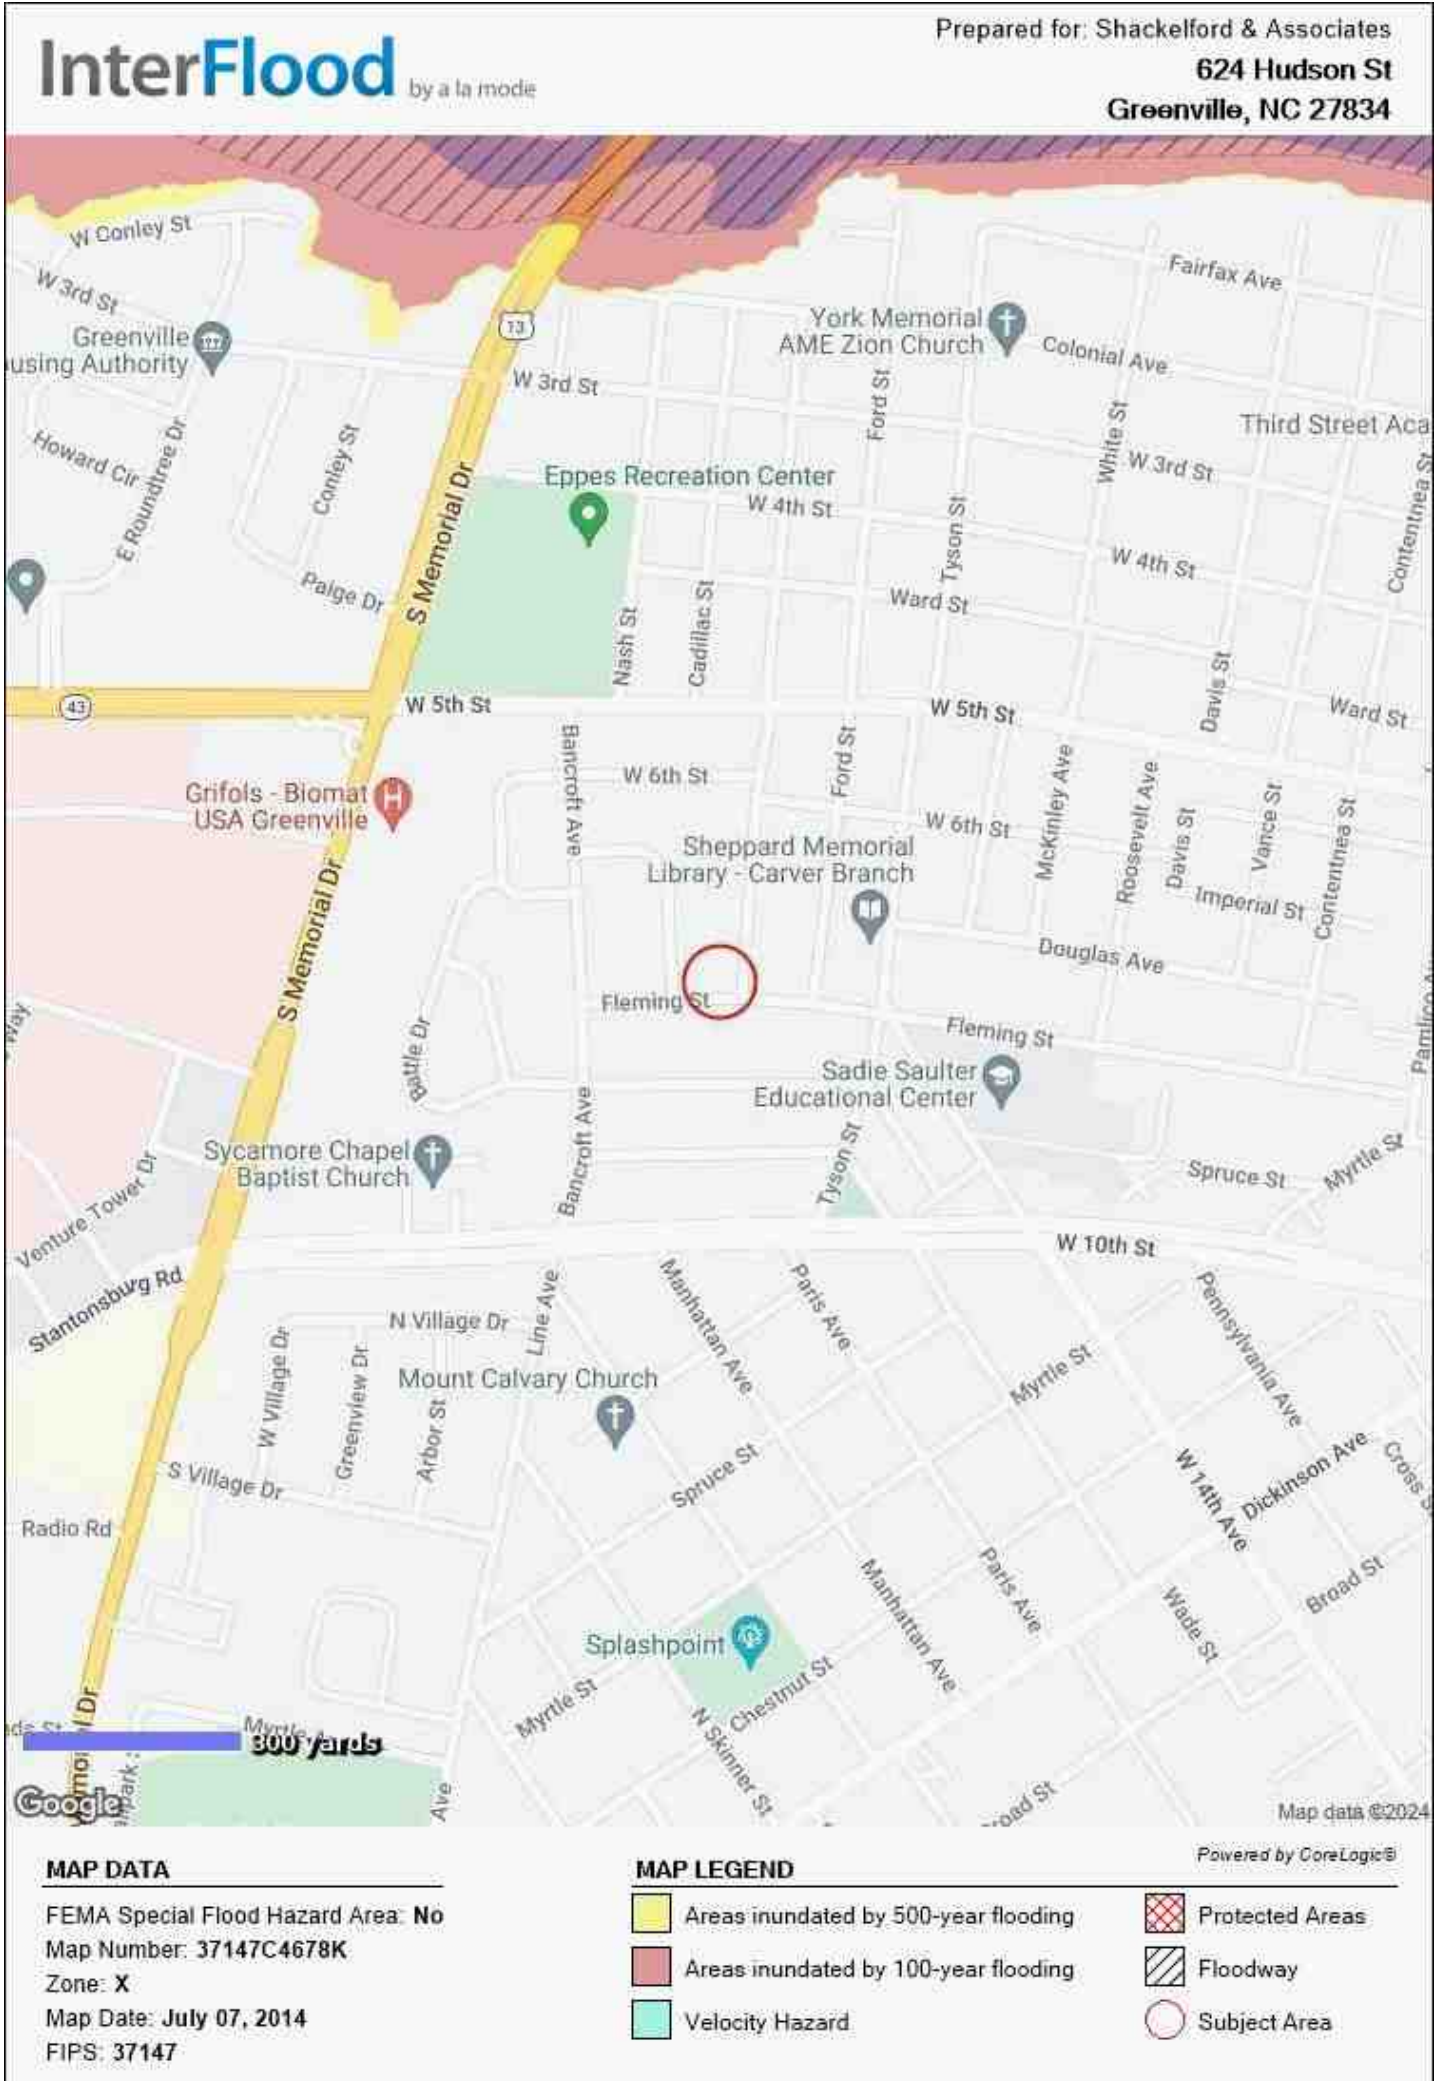 InterFlood by a la mode
Prepared for: Shackelford & Associates
624 Hudson St
Greenville, NC 27834
W Conley St
Fairfax Ave
W 3rd St
13
York Memorial
AME Zion Church
Greenville
using Authority
Colonial Ave
W 3rd St
Ford St
White St
Third Street Aca
Howard Cir
E Roundtree Dr
Conley St
S Memorial Dr
Eppes Recreation Center
W 3rd St
W 4th St
Tyson St
W 4th St
Contentnea St
Paige Dr
Ward St
Nash St
Cadillac St
Davis St
43
W 5th St
W 5th St
Ward St
Bancroft Ave
W 6th St
Ford St
McKinley Ave
Roosevelt Ave
Grifols - Biomat
USA Greenville
W 6th St
Davis St
Vance St
Contentnea St
Sheppard Memorial
Library - Carver Branch
S Memorial Dr
Imperial St
Douglas Ave
Fleming St
Way
Battle Dr
Fleming St
Pamlico Av
Sadie Saulter
Educational Center
Bancroft Ave
Sycamore Chapel
Baptist Church
Tyson St
Myrtle St
Spruce St
Venture Tower Dr
W 10th St
Stantonsburg Rd
Line Ave
Manhattan Ave
Paris Ave
Pennsylvania Ave
N Village Dr
W Village Dr
Greenview Dr
Mount Calvary Church
Arbor St
Myrtle St
S Village Dr
Spruce St
W 14th Ave
Dickinson Ave
Cross S
Radio Rd
Manhattan Ave
Paris Ave
Wade St
Broad St
Splashpoint
Myrtle St
Chestnut St
N Skinner St
morial Dr
Myrtle A
300 yards
Ave
oad St
Google
Map data ©2024
Powered by CoreLogic®
MAP DATA
FEMA Special Flood Hazard Area: No
Map Number: 37147C4678K
Zone: X
Map Date: July 07, 2014
FIPS: 37147
MAP LEGEND
Areas inundated by 500-year flooding
Areas inundated by 100-year flooding
Velocity Hazard
Protected Areas
Floodway
Subject Area